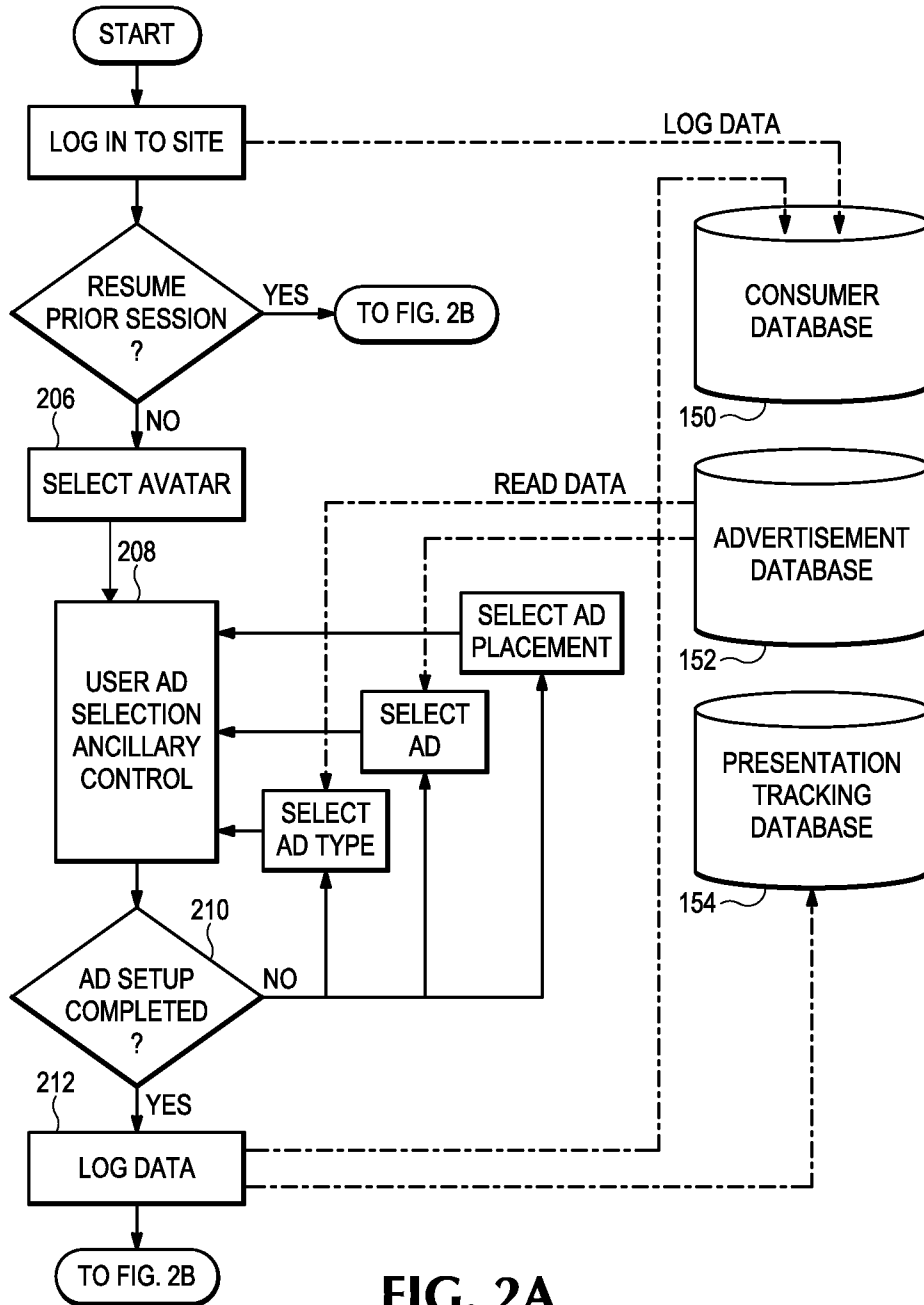 START
LOG IN TO SITE
LOG DATA
RESUME
PRIOR SESSION
?
YES
TO FIG. 2B
CONSUMER
DATABASE
150
206
NO
SELECT AVATAR
READ DATA
ADVERTISEMENT
DATABASE
152
208
USER AD
SELECTION
ANCILLARY
CONTROL
SELECT AD
PLACEMENT
SELECT
AD
SELECT
AD TYPE
PRESENTATION
TRACKING
DATABASE
154
210
AD SETUP
COMPLETED
?
NO
212
YES
LOG DATA
TO FIG. 2B
FIG. 2A